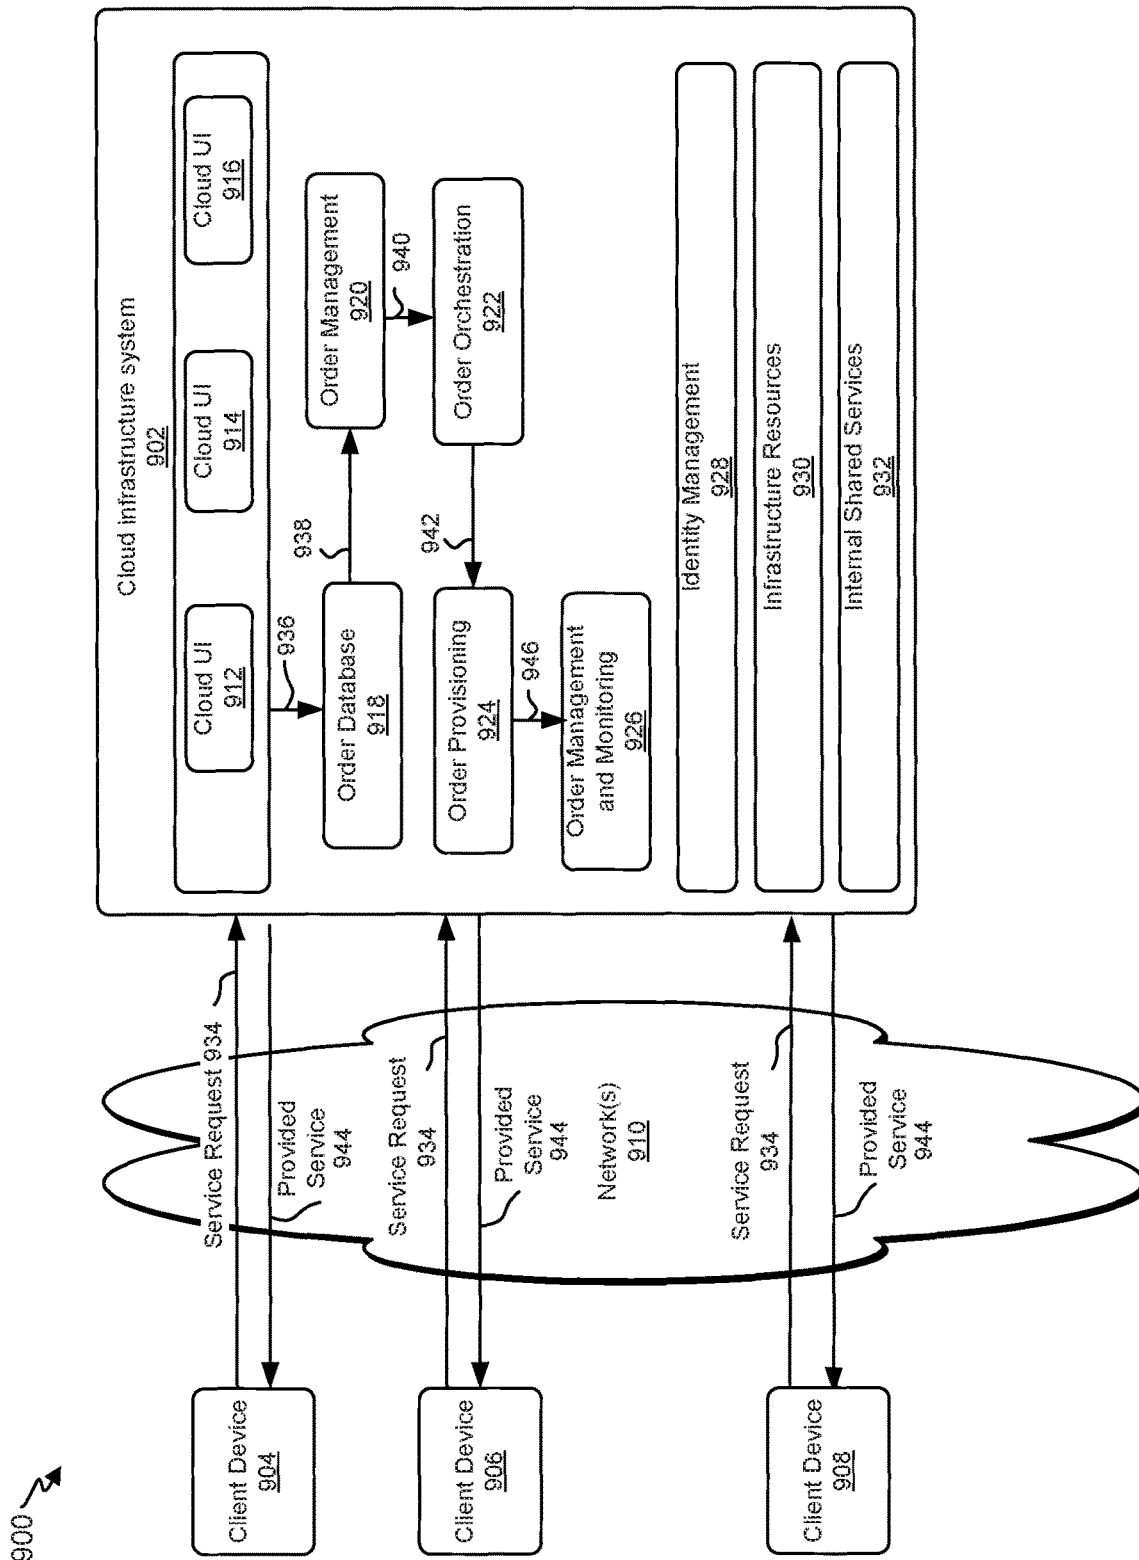 900
Client Device
904
Client Device
906
Client Device
908
Service Request 934
Provided
Service
944
Service Request
934
Provided
Service
944
Network(s)
910
Service Request
934
Provided
Service
944
Cloud infrastructure system
902
Cloud UI
912
Cloud UI
914
Cloud UI
916
936
Order Database
918
938
Order Management
920
940
Order Orchestration
922
942
Order Provisioning
924
946
Order Management
and Monitoring
926
Identity Management
928
Infrastructure Resources
930
Internal Shared Services
932